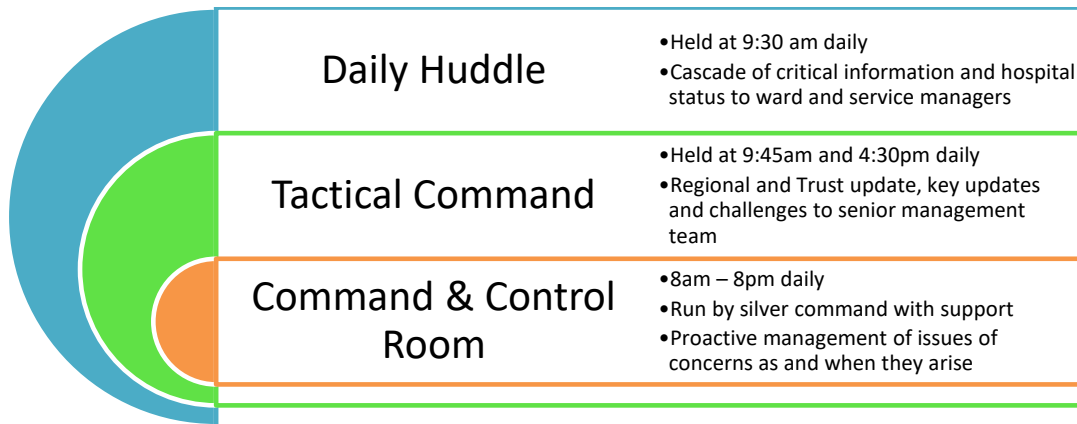 Daily Huddle
•Held at 9:30 am daily
•Cascade of critical information and hospital
status to ward and service managers
Tactical Command
•Held at 9:45am and 4:30pm daily
•Regional and Trust update, key updates
and challenges to senior management
team
Command & Control
Room
•8am – 8pm daily
•Run by silver command with support
•Proactive management of issues of
concerns as and when they arise